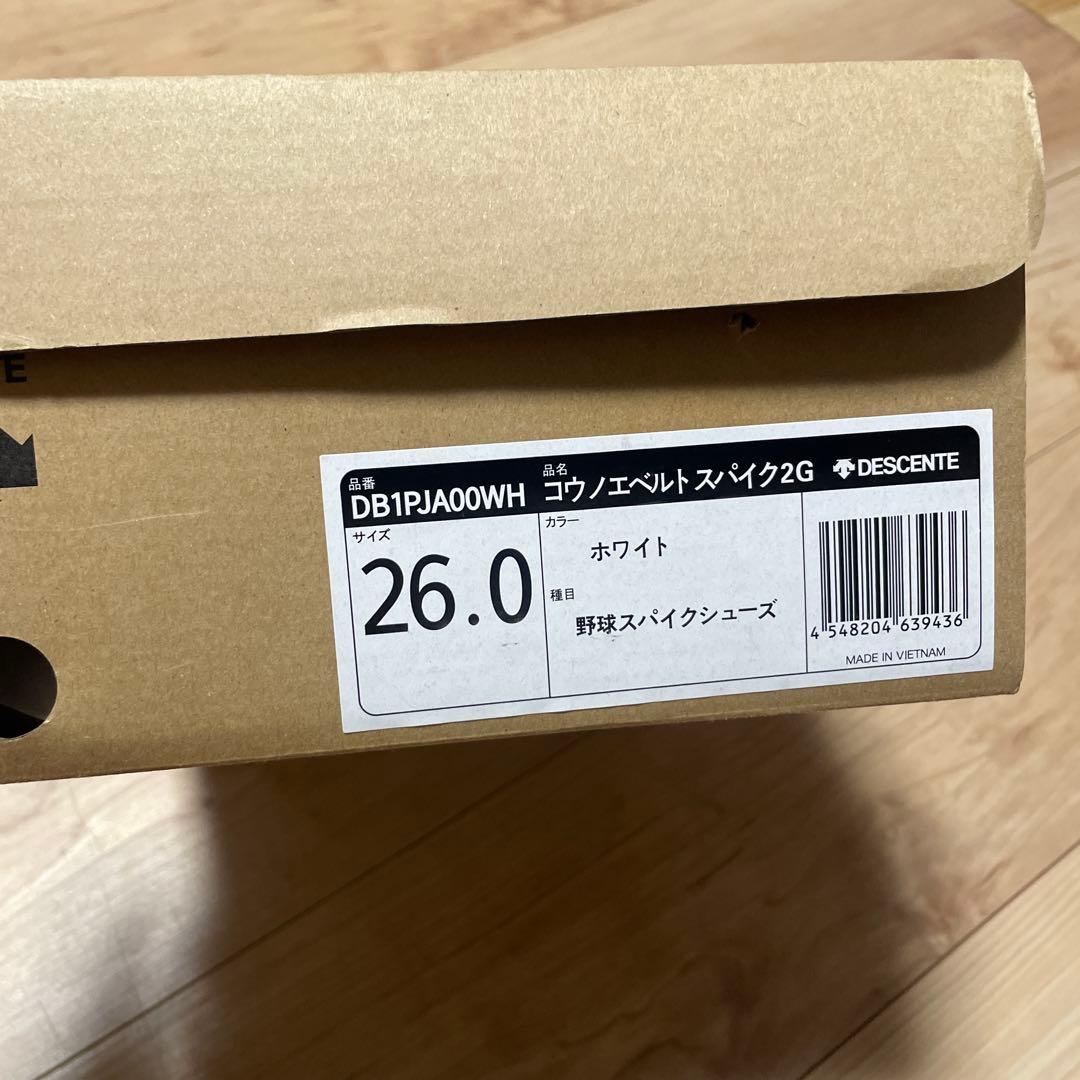 E
品番
DB1PJA00WH
品名
コウノエベルトスパイク2G
DESCENTE
サイズ
26.0
カラー
ホワイト
種目
野球スパイクシューズ
4 548204 639436
MADE IN VIETNAM